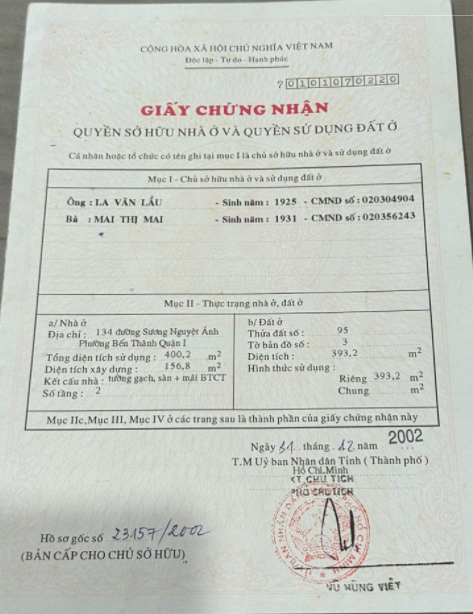 CỘNG HÒA XÃ HỘI CHỦ NGHĨA VIỆT NAM
Độc lập - Tự do - Hạnh phúc
7 0101070220
GIẤY CHỨNG NHẬN
QUYỀN SỞ HỮU NHÀ Ở VÀ QUYỀN SỬ DỤNG ĐẤT Ở
Cá nhân hoặc tổ chức có tên ghi tại mục I là chủ sở hữu nhà ở và sử dụng đất ở
Mục I - Chủ sở hữu nhà ở và sử dụng đất ở
Ông : LA VĂN LẦU - Sinh năm : 1925 - CMND số : 020304904
Bà : MAI THỊ MAI - Sinh năm : 1931 - CMND số : 020356243
Mục II - Thực trạng nhà ở, đất ở
a/ Nhà ở
Địa chỉ : 134 đường Sương Nguyệt Ánh
Phường Bến Thành Quận I
Tổng diện tích sử dụng : 400,2 m2
Diện tích xây dựng : 156,8 m2
Kết cấu nhà : tường gạch, sàn + mái BTCT
Số tầng : 2
b/ Đất ở
Thửa đất số : 95
Tờ bản đồ số : 3
Diện tích : 393,2 m2
Hình thức sử dụng :
Riêng 393,2 m2
Chung m2
Mục IIc, Mục III, Mục IV ở các trang sau là thành phần của giấy chứng nhận này
Ngày 31 tháng 12 năm 2002
T.M Uỷ ban Nhân dân Tỉnh ( Thành phố )
Hồ Chí Minh
KT CHỦ TỊCH
PHÓ CHỦ TỊCH
Hồ sơ gốc số 23157/2002
(BẢN CẤP CHO CHỦ SỞ HỮU)
VŨ HÙNG VIỆT